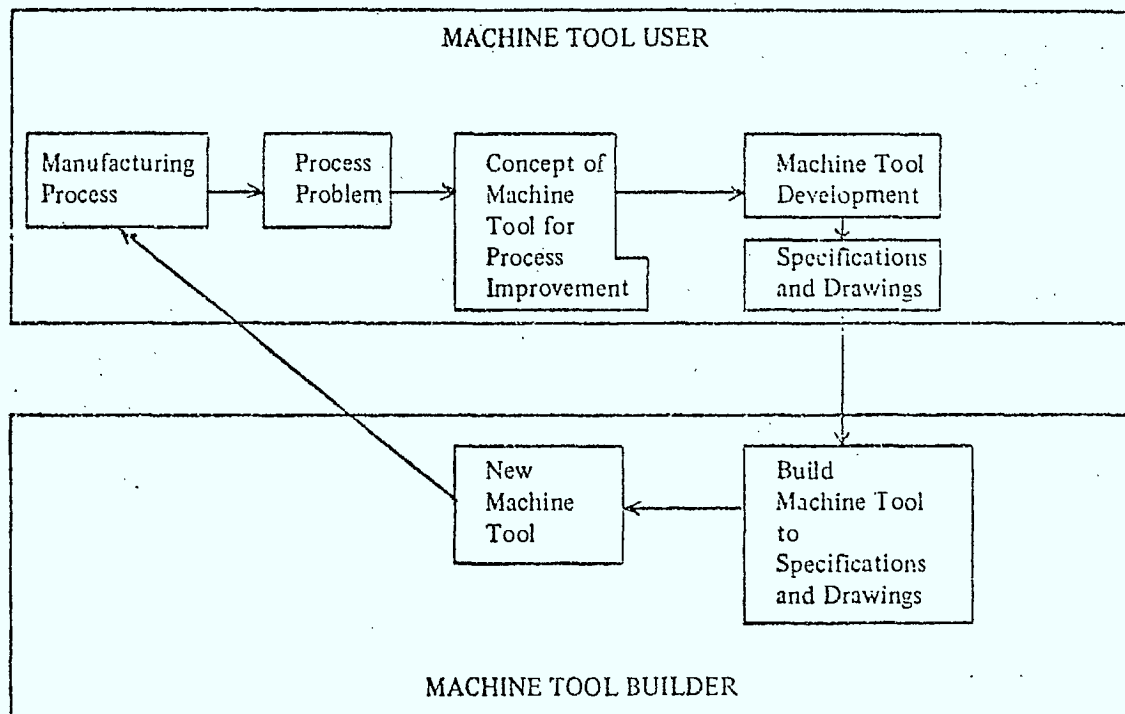 MACHINE TOOL USER
Manufacturing
Process
Process
Problem
Concept of
Machine
Tool for
Process
Improvement
Machine Tool
Development
Specifications
and Drawings
New
Machine
Tool
Build
Machine Tool
to
Specifications
and Drawings
MACHINE TOOL BUILDER